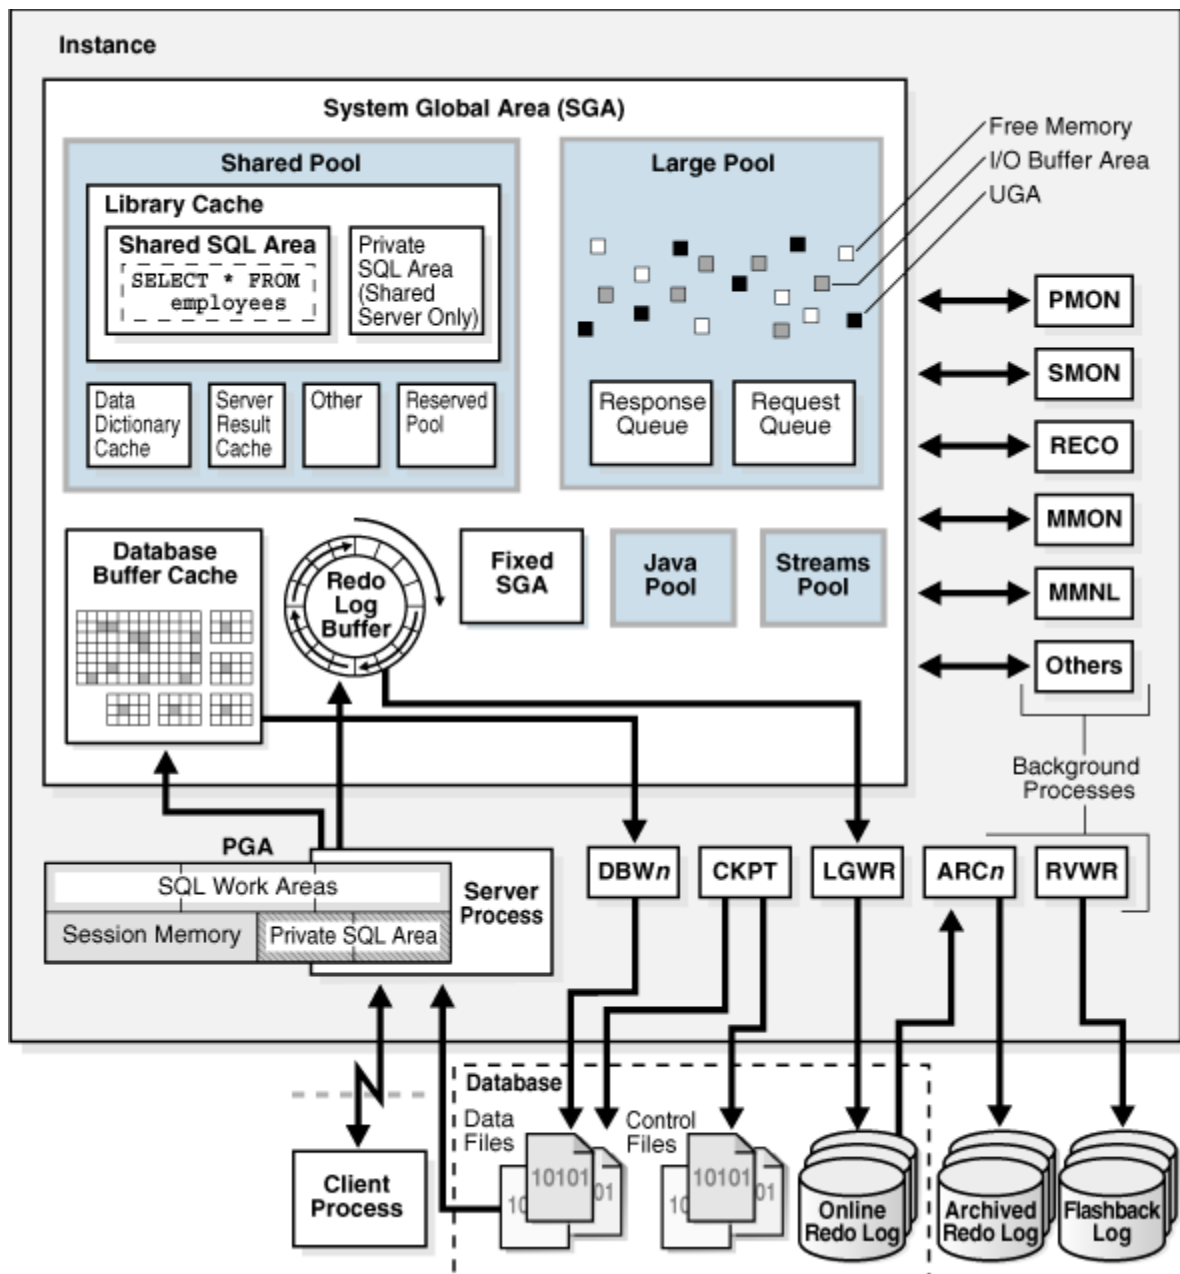 Instance
System Global Area (SGA)
Shared Pool
Library Cache
Shared SQL Area
SELECT * FROM
employees
Private
SQL Area
(Shared
Server Only)
Data
Dictionary
Cache
Server
Result
Cache
Other
Reserved
Pool
Large Pool
Response
Queue
Request
Queue
Free Memory
I/O Buffer Area
UGA
Database
Buffer Cache
Redo
Log
Buffer
Fixed
SGA
Java
Pool
Streams
Pool
PMON
SMON
RECO
MMON
MMNL
Others
Background
Processes
PGA
SQL Work Areas
Session Memory
Private SQL Area
Server
Process
DBWn
CKPT
LGWR
ARCn
RVWR
Client
Process
Database
Data
Files
10
10101
01
Control
Files
10
10101
01
Online
Redo Log
Archived
Redo Log
Flashback
Log